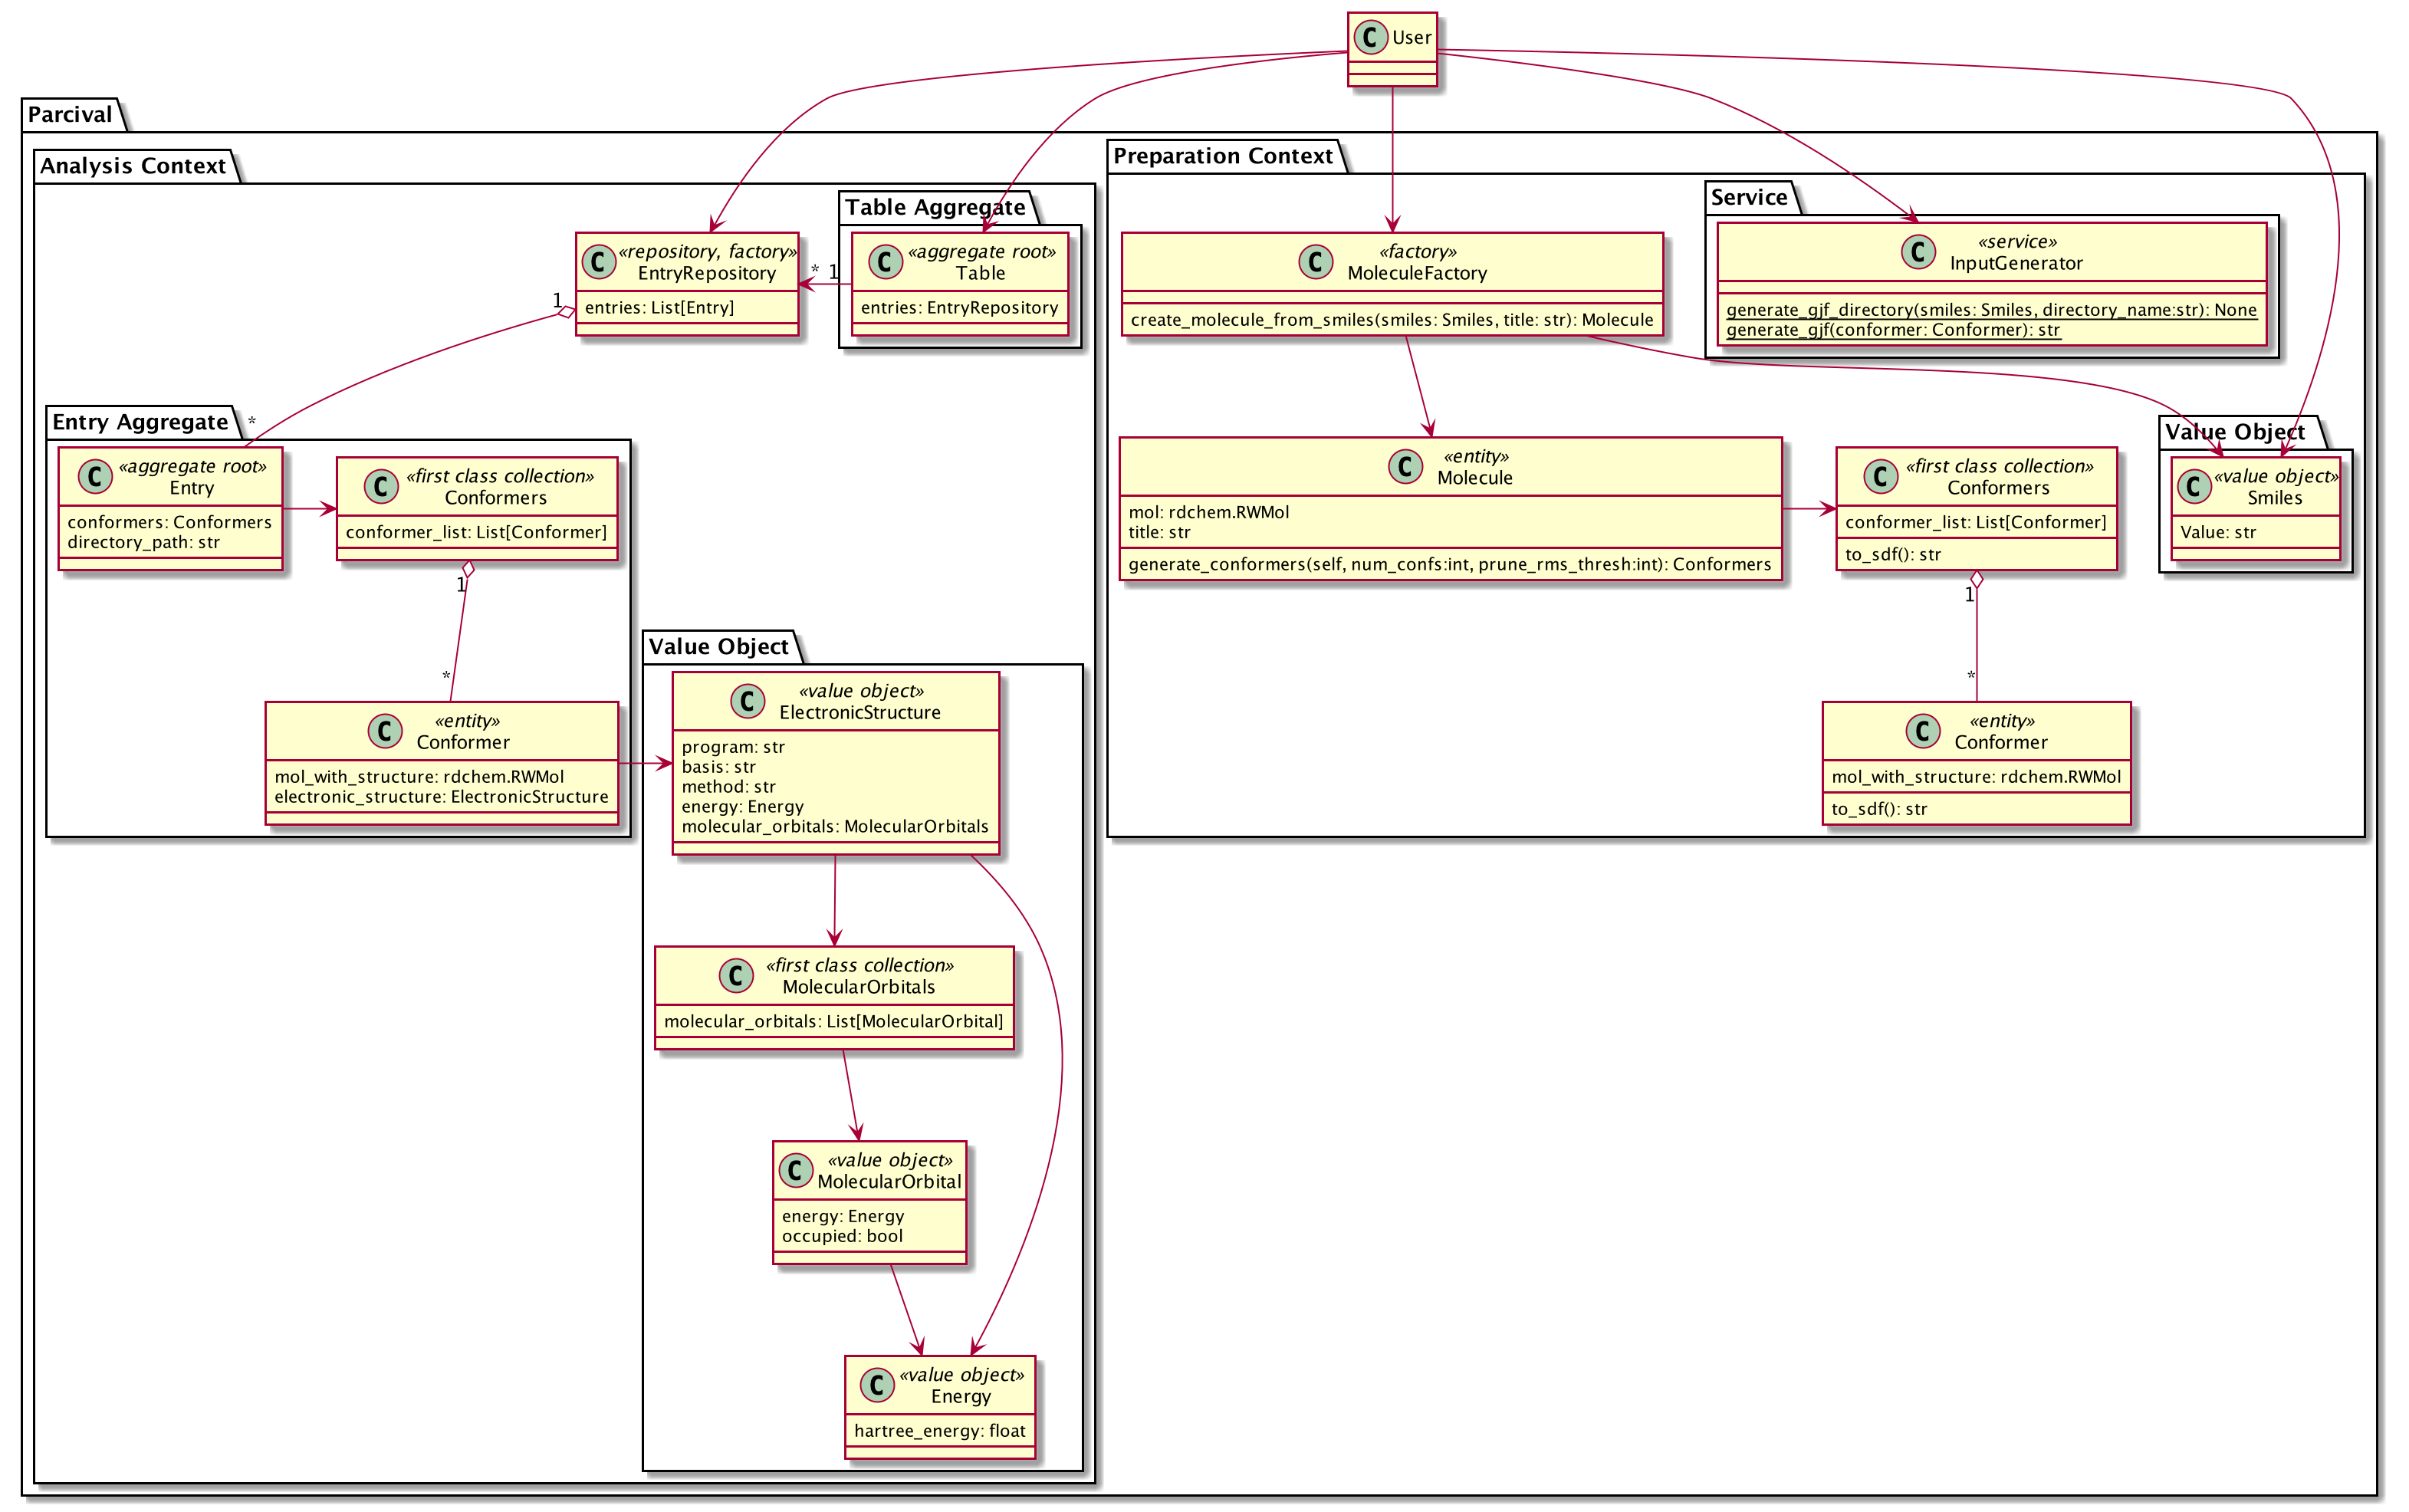 C User
Parcival
Analysis Context
Table Aggregate
C «repository, factory»
EntryRepository
entries: List[Entry]
* 1
C «aggregate root»
Table
entries: EntryRepository
1
*
Entry Aggregate
C «aggregate root»
Entry
conformers: Conformers
directory_path: str
C «first class collection»
Conformers
conformer_list: List[Conformer]
1
*
C «entity»
Conformer
mol_with_structure: rdchem.RWMol
electronic_structure: ElectronicStructure
Value Object
C «value object»
ElectronicStructure
program: str
basis: str
method: str
energy: Energy
molecular_orbitals: MolecularOrbitals
C «first class collection»
MolecularOrbitals
molecular_orbitals: List[MolecularOrbital]
C «value object»
MolecularOrbital
energy: Energy
occupied: bool
C «value object»
Energy
hartree_energy: float
Preparation Context
C «factory»
MoleculeFactory
create_molecule_from_smiles(smiles: Smiles, title: str): Molecule
Service
C «service»
InputGenerator
generate_gjf_directory(smiles: Smiles, directory_name:str): None
generate_gjf(conformer: Conformer): str
C «entity»
Molecule
mol: rdchem.RWMol
title: str
generate_conformers(self, num_confs:int, prune_rms_thresh:int): Conformers
C «first class collection»
Conformers
conformer_list: List[Conformer]
to_sdf(): str
1
*
Value Object
C «value object»
Smiles
Value: str
C «entity»
Conformer
mol_with_structure: rdchem.RWMol
to_sdf(): str